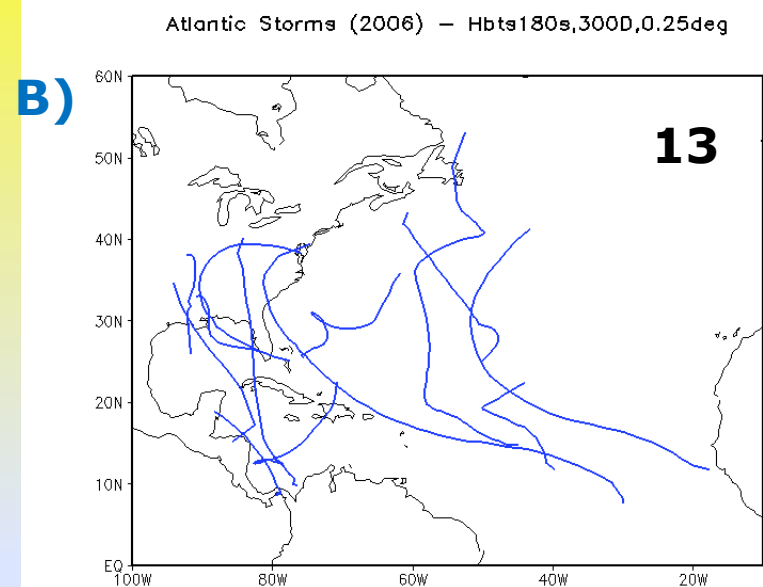 Atlantic Storms (2006) – Hbts180s,300D,0.25deg
B)
13
60N
50N
40N
30N
20N
10N
EQ
100W 80W 60W 40W 20W